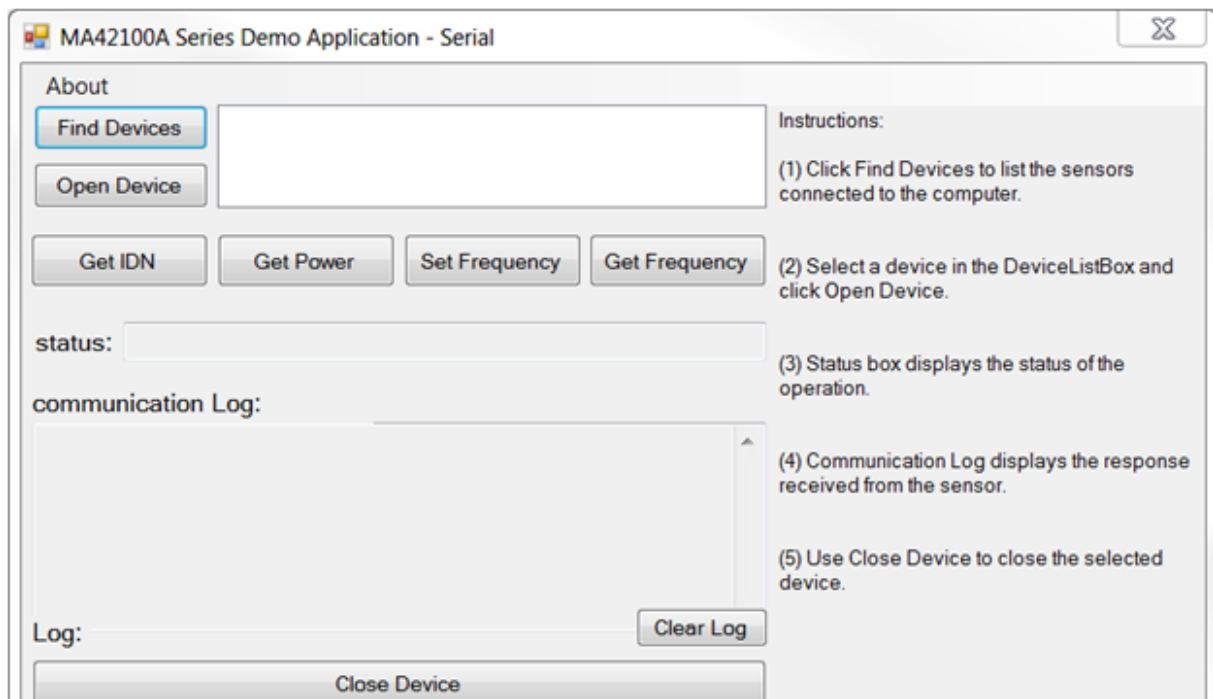 MA42100A Series Demo Application - Serial
About
Find Devices
Open Device
Get IDN
Get Power
Set Frequency
Get Frequency
status:
communication Log:
Log:
Clear Log
Close Device
Instructions:
(1) Click Find Devices to list the sensors
connected to the computer.
(2) Select a device in the DeviceListBox and
click Open Device.
(3) Status box displays the status of the
operation.
(4) Communication Log displays the response
received from the sensor.
(5) Use Close Device to close the selected
device.